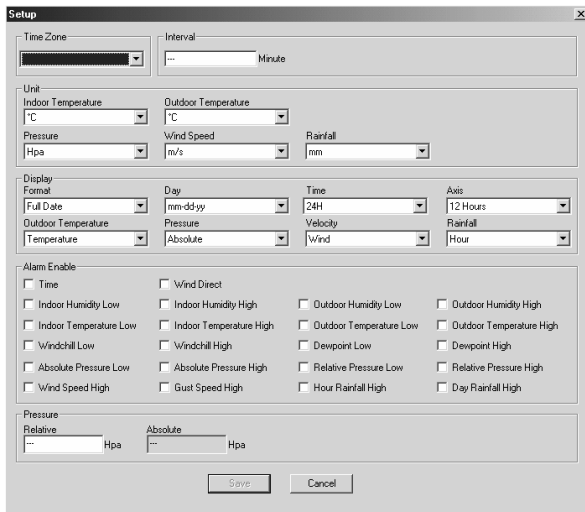 Setup
Time Zone Interval
--- Minute
Unit
Indoor Temperature Outdoor Temperature
°C °C
Pressure Wind Speed Rainfall
Hpa m/s mm
Display
Format Day Time Axis
Full Date mm-dd-yy 24H 12 Hours
Outdoor Temperature Pressure Velocity Rainfall
Temperature Absolute Wind Hour
Alarm Enable
Time Wind Direct
Indoor Humidity Low Indoor Humidity High Outdoor Humidity Low Outdoor Humidity High
Indoor Temperature Low Indoor Temperature High Outdoor Temperature Low Outdoor Temperature High
Windchill Low Windchill High Dewpoint Low Dewpoint High
Absolute Pressure Low Absolute Pressure High Relative Pressure Low Relative Pressure High
Wind Speed High Gust Speed High Hour Rainfall High Day Rainfall High
Pressure
Relative Absolute
--- Hpa --- Hpa
Save Cancel